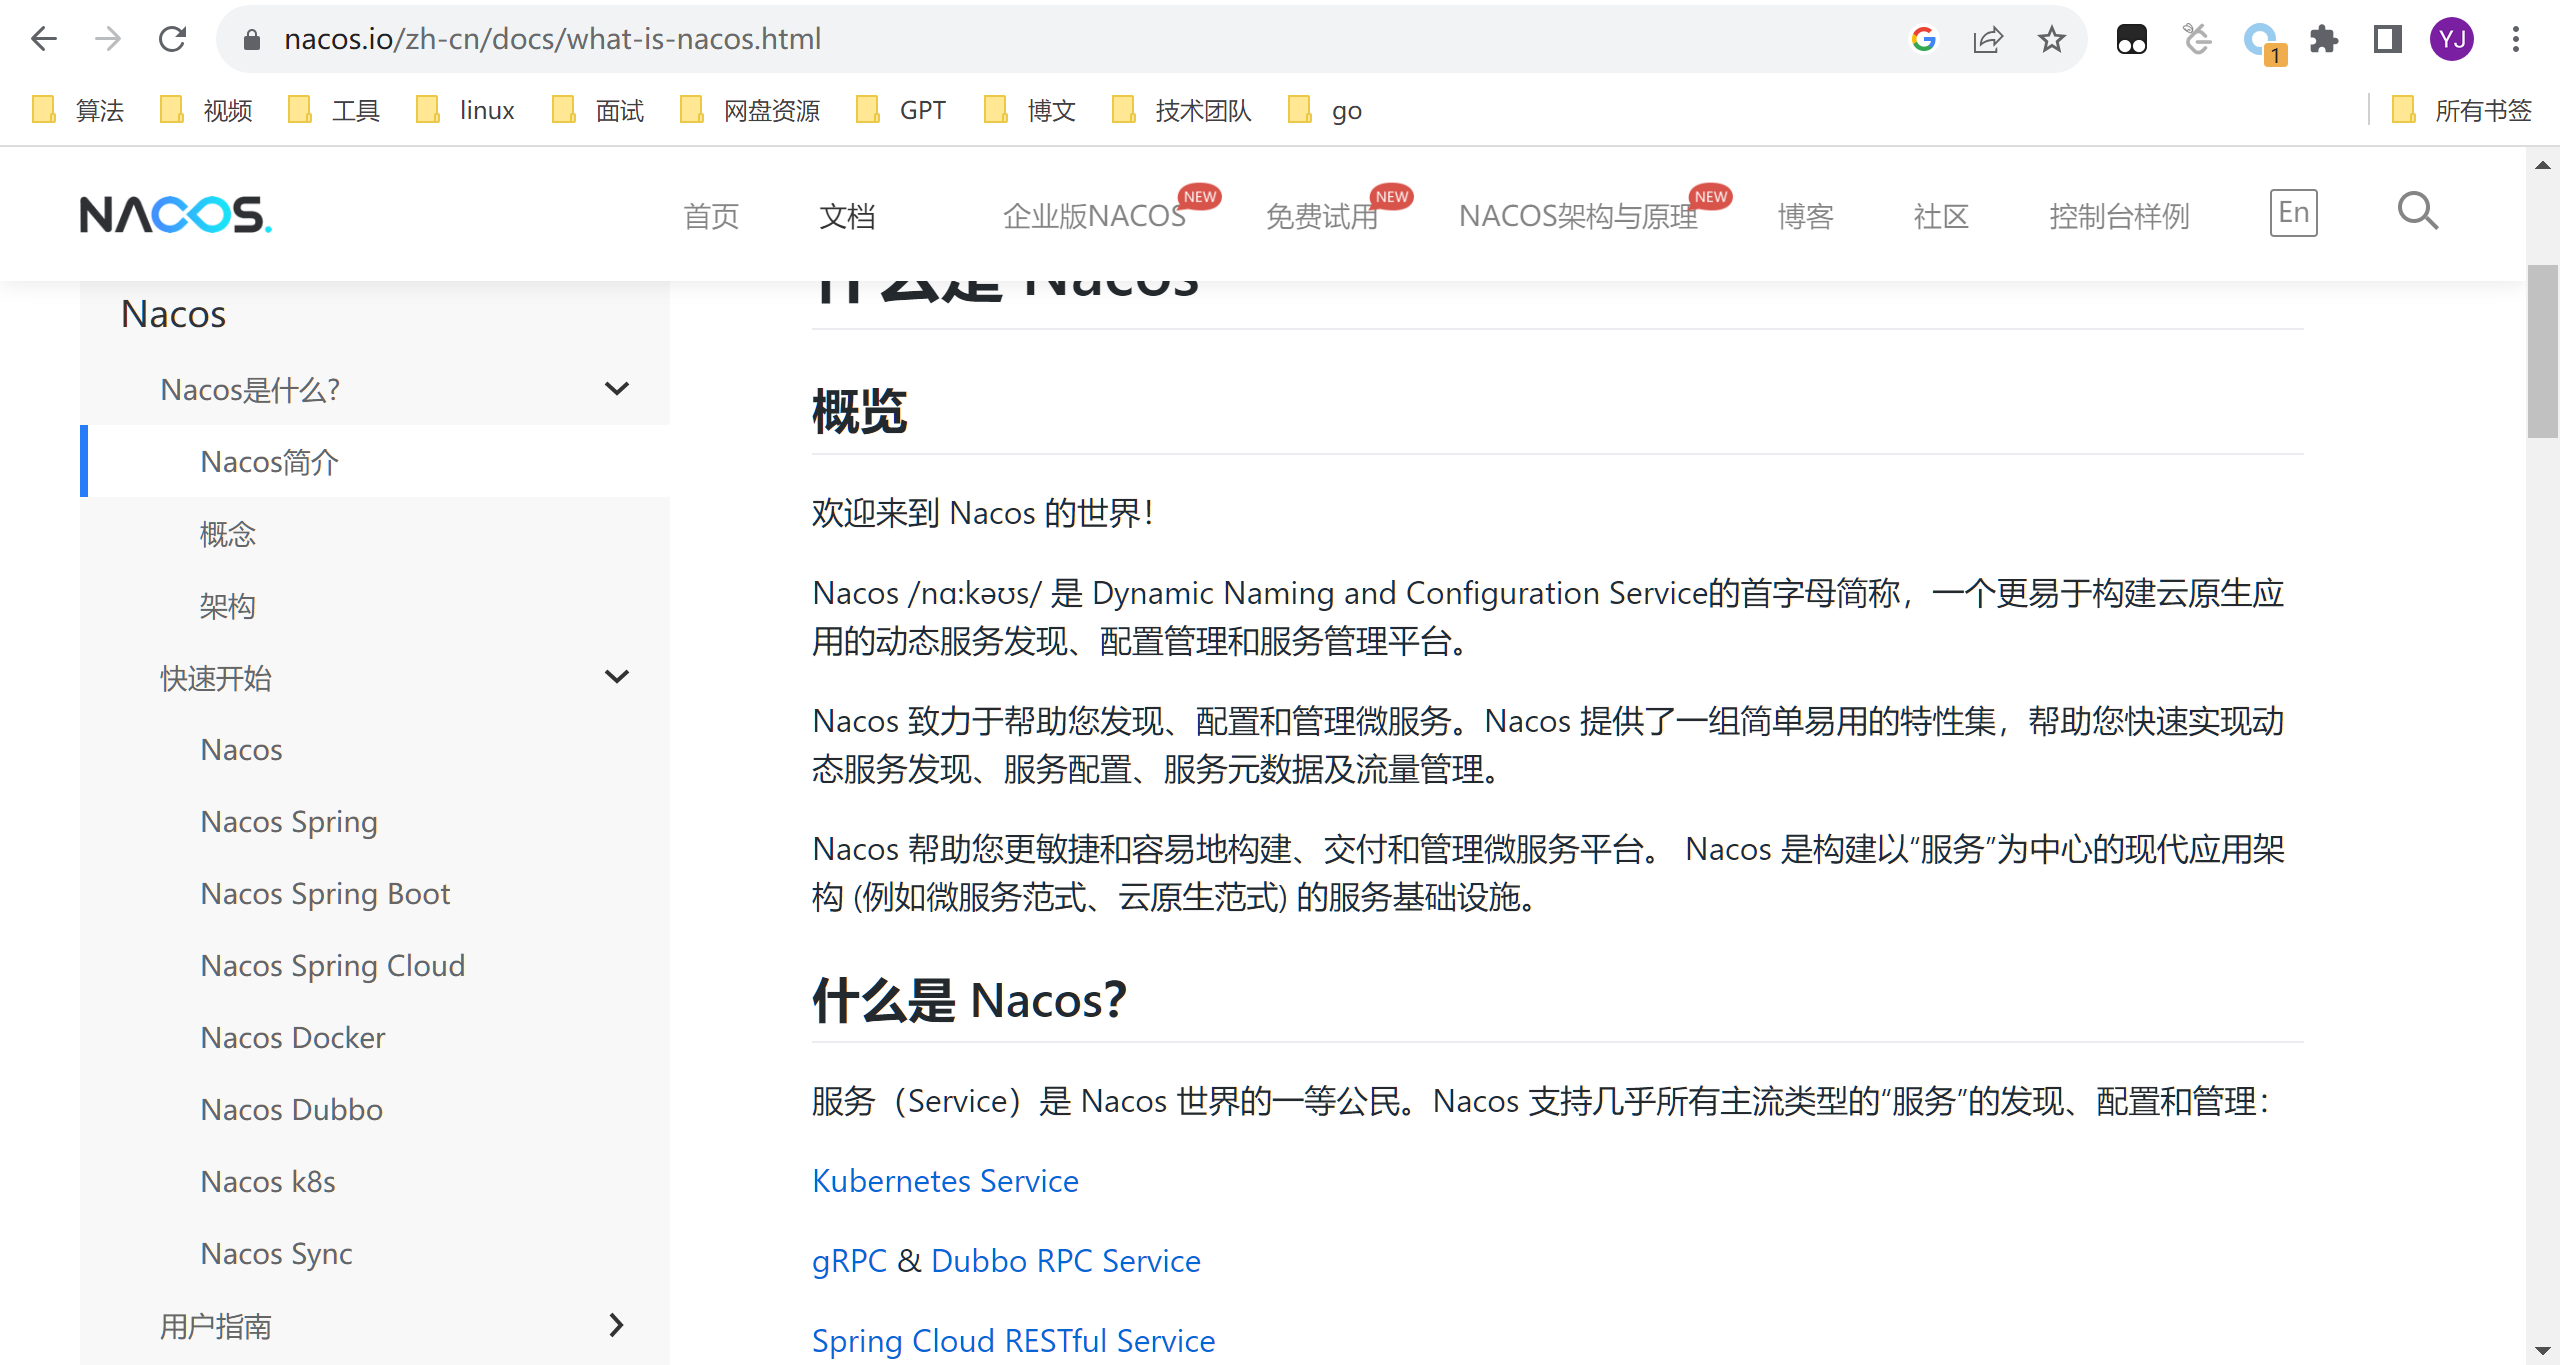 nacos.io/zh-cn/docs/what-is-nacos.html
1
YJ
算法
视频
工具
linux
面试
网盘资源
GPT
博文
技术团队
go
所有书签
NACOS.
首页
文档
企业版NACOS
NEW
免费试用
NEW
NACOS架构与原理
NEW
博客
社区
控制台样例
En
Nacos
Nacos是什么?
Nacos简介
概念
架构
快速开始
Nacos
Nacos Spring
Nacos Spring Boot
Nacos Spring Cloud
Nacos Docker
Nacos Dubbo
Nacos k8s
Nacos Sync
用户指南
什么是 Nacos
概览
欢迎来到 Nacos 的世界！
Nacos /nɑ:kəʊs/ 是 Dynamic Naming and Configuration Service的首字母简称，一个更易于构建云原生应
用的动态服务发现、配置管理和服务管理平台。
Nacos 致力于帮助您发现、配置和管理微服务。Nacos 提供了一组简单易用的特性集，帮助您快速实现动
态服务发现、服务配置、服务元数据及流量管理。
Nacos 帮助您更敏捷和容易地构建、交付和管理微服务平台。 Nacos 是构建以“服务”为中心的现代应用架
构 (例如微服务范式、云原生范式) 的服务基础设施。
什么是 Nacos？
服务（Service）是 Nacos 世界的一等公民。Nacos 支持几乎所有主流类型的“服务”的发现、配置和管理：
Kubernetes Service
gRPC & Dubbo RPC Service
Spring Cloud RESTful Service